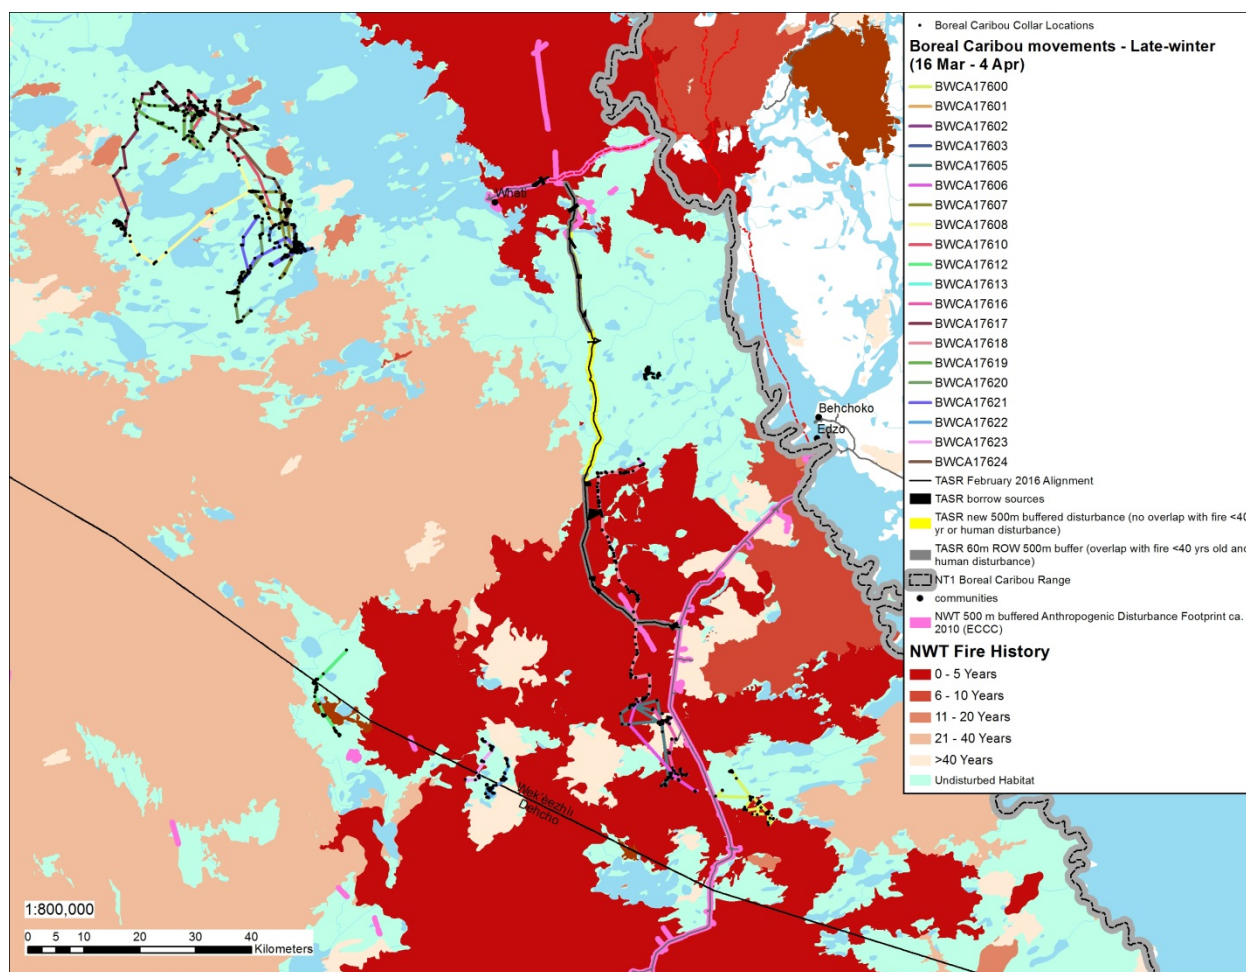 Boreal Caribou Collar Locations
Boreal Caribou movements - Late-winter
(16 Mar - 4 Apr)
BWCA17600
BWCA17601
BWCA17602
BWCA17603
BWCA17605
BWCA17606
BWCA17607
BWCA17608
BWCA17610
BWCA17612
BWCA17613
BWCA17616
BWCA17617
BWCA17618
BWCA17619
BWCA17620
BWCA17621
BWCA17622
BWCA17623
BWCA17624
TASR February 2016 Alignment
TASR borrow sources
TASR new 500m buffered disturbance (no overlap with fire <40
yr or human disturbance)
TASR 60m ROW 500m buffer (overlap with fire <40 yrs old and
human disturbance)
NT1 Boreal Caribou Range
communities
NWT 500 m buffered Anthropogenic Disturbance Footprint ca.
2010 (ECCC)
NWT Fire History
0 - 5 Years
6 - 10 Years
11 - 20 Years
21 - 40 Years
>40 Years
Undisturbed Habitat
Whati
Behchoko
Edzo
Wek'eezhii
Dehcho
1:800,000
0 5 10 20 30 40
Kilometers